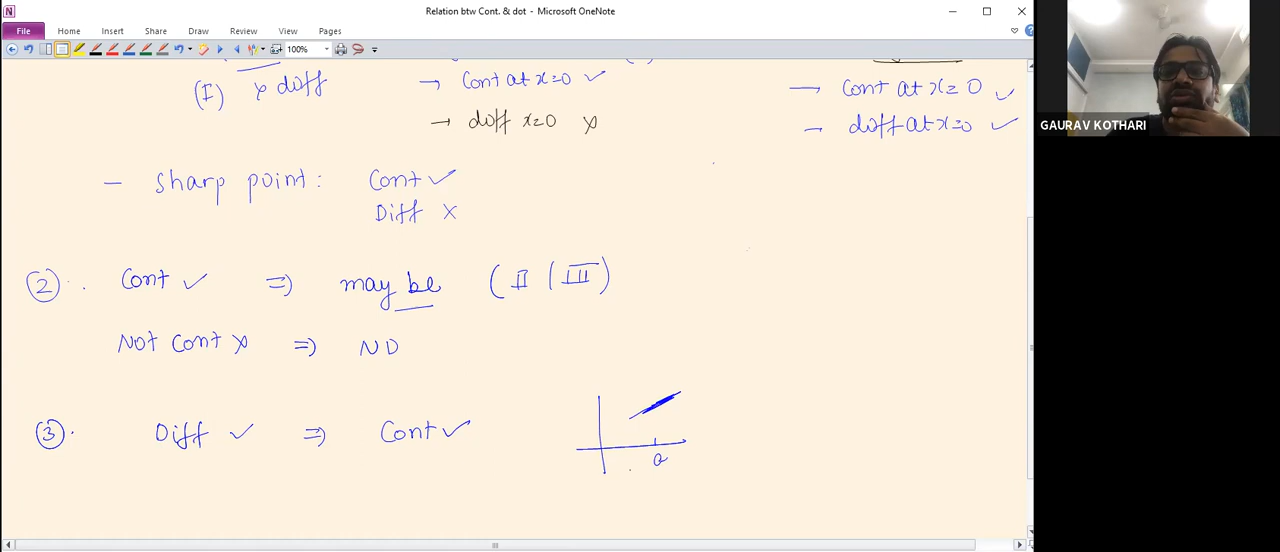 Relation btw Cont. & dot - Microsoft OneNote
File Home Insert Share Draw Review View Pages
100%
GAURAV KOTHARI
(I) x diff → Cont at x=0 ✓ → Cont at x=0 ✓
→ diff x=0 x → diff at x=0 ✓
- Sharp point: Cont ✓
Diff x
② . Cont ✓ => may be (II / III)
Not Cont x => ND
③ . Diff ✓ => Cont ✓
a